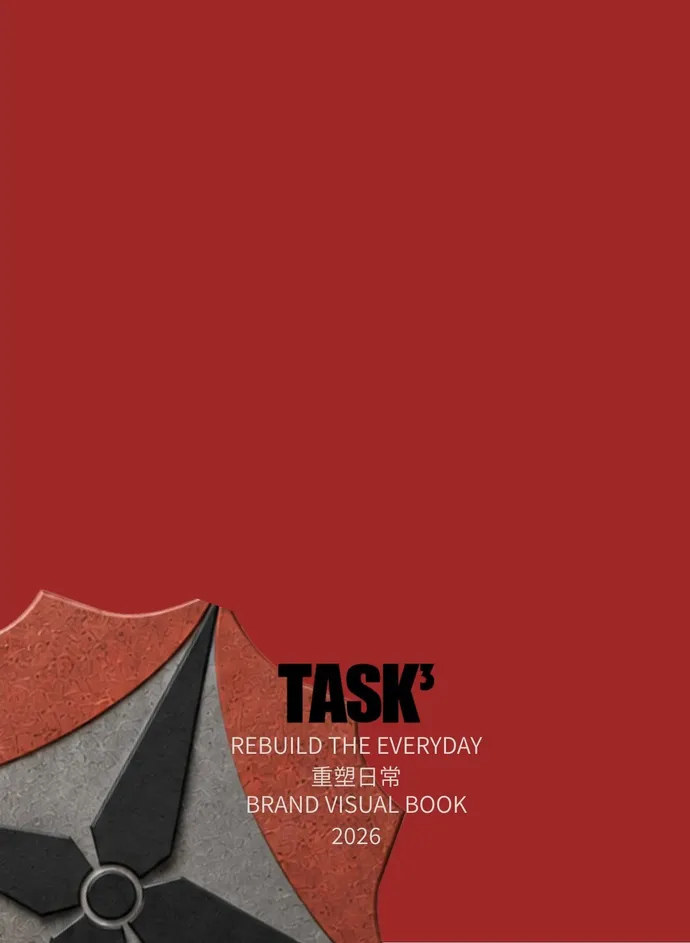 TASK³
REBUILD THE EVERYDAY
重塑日常
BRAND VISUAL BOOK
2026